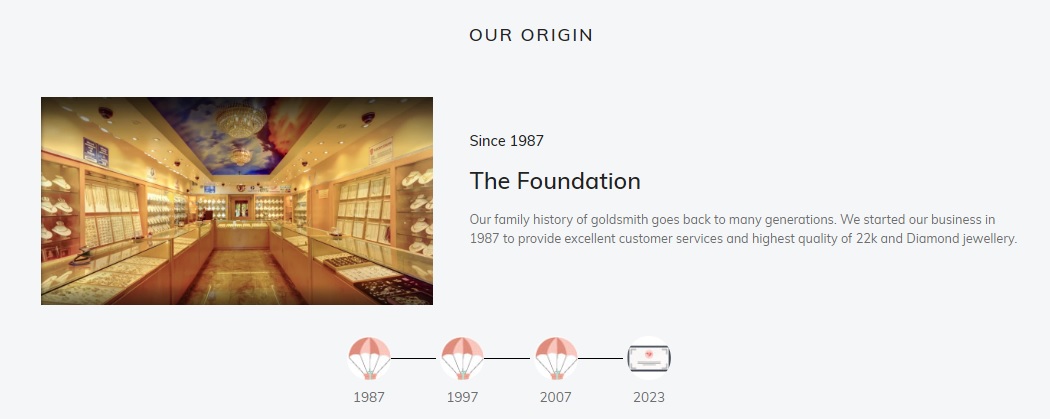 OUR ORIGIN
Since 1987
The Foundation
Our family history of goldsmith goes back to many generations. We started our business in
1987 to provide excellent customer services and highest quality of 22k and Diamond jewellery.
1987 1997 2007 2023